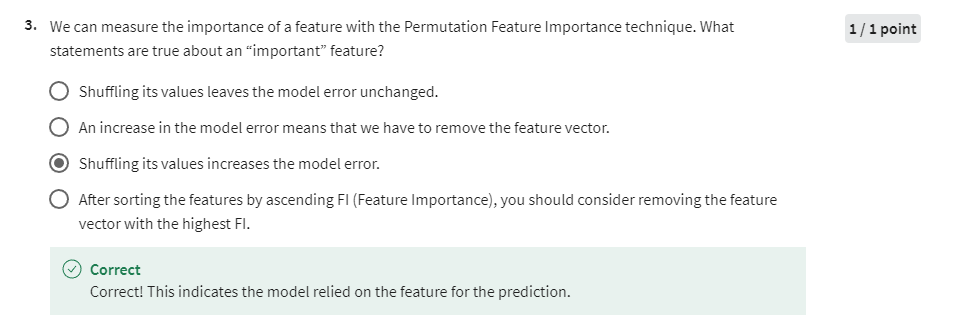 3. We can measure the importance of a feature with the Permutation Feature Importance technique. What
1 / 1 point
statements are true about an “important” feature?
Shuffling its values leaves the model error unchanged.
An increase in the model error means that we have to remove the feature vector.
Shuffling its values increases the model error.
After sorting the features by ascending FI (Feature Importance), you should consider removing the feature
vector with the highest FI.
Correct
Correct! This indicates the model relied on the feature for the prediction.